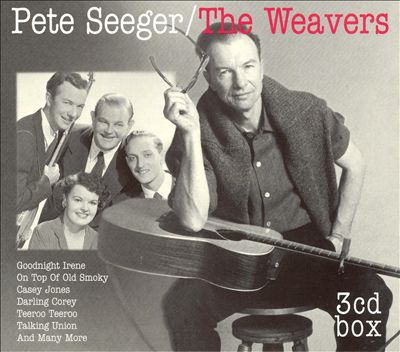 Pete Seeger/The Weavers
Goodnight Irene
On Top Of Old Smoky
Casey Jones
Darling Corey
Teeroo Teeroo
Talking Union
And Many More
3cd
box